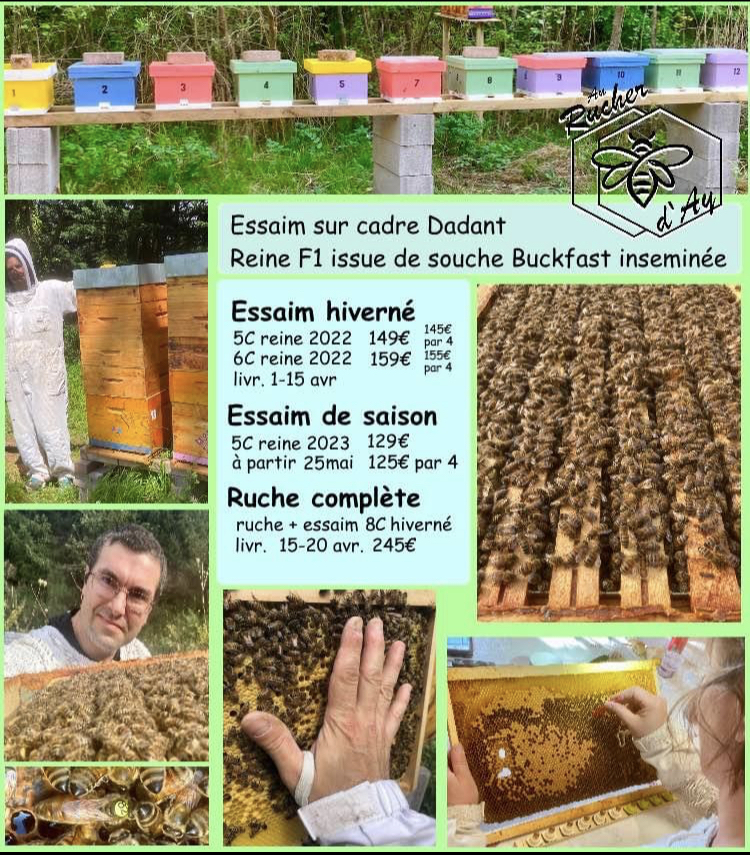 1
2
3
4
5
7
8
9
10
11
12
Au
Rucher
d'Ay
Essaim sur cadre Dadant
Reine F1 issue de souche Buckfast inseminée
Essaim hiverné
5C reine 2022 149€ 145€ par 4
6C reine 2022 159€ 155€ par 4
livr. 1-15 avr
Essaim de saison
5C reine 2023 129€
à partir 25mai 125€ par 4
Ruche complète
ruche + essaim 8C hiverné
livr. 15-20 avr. 245€